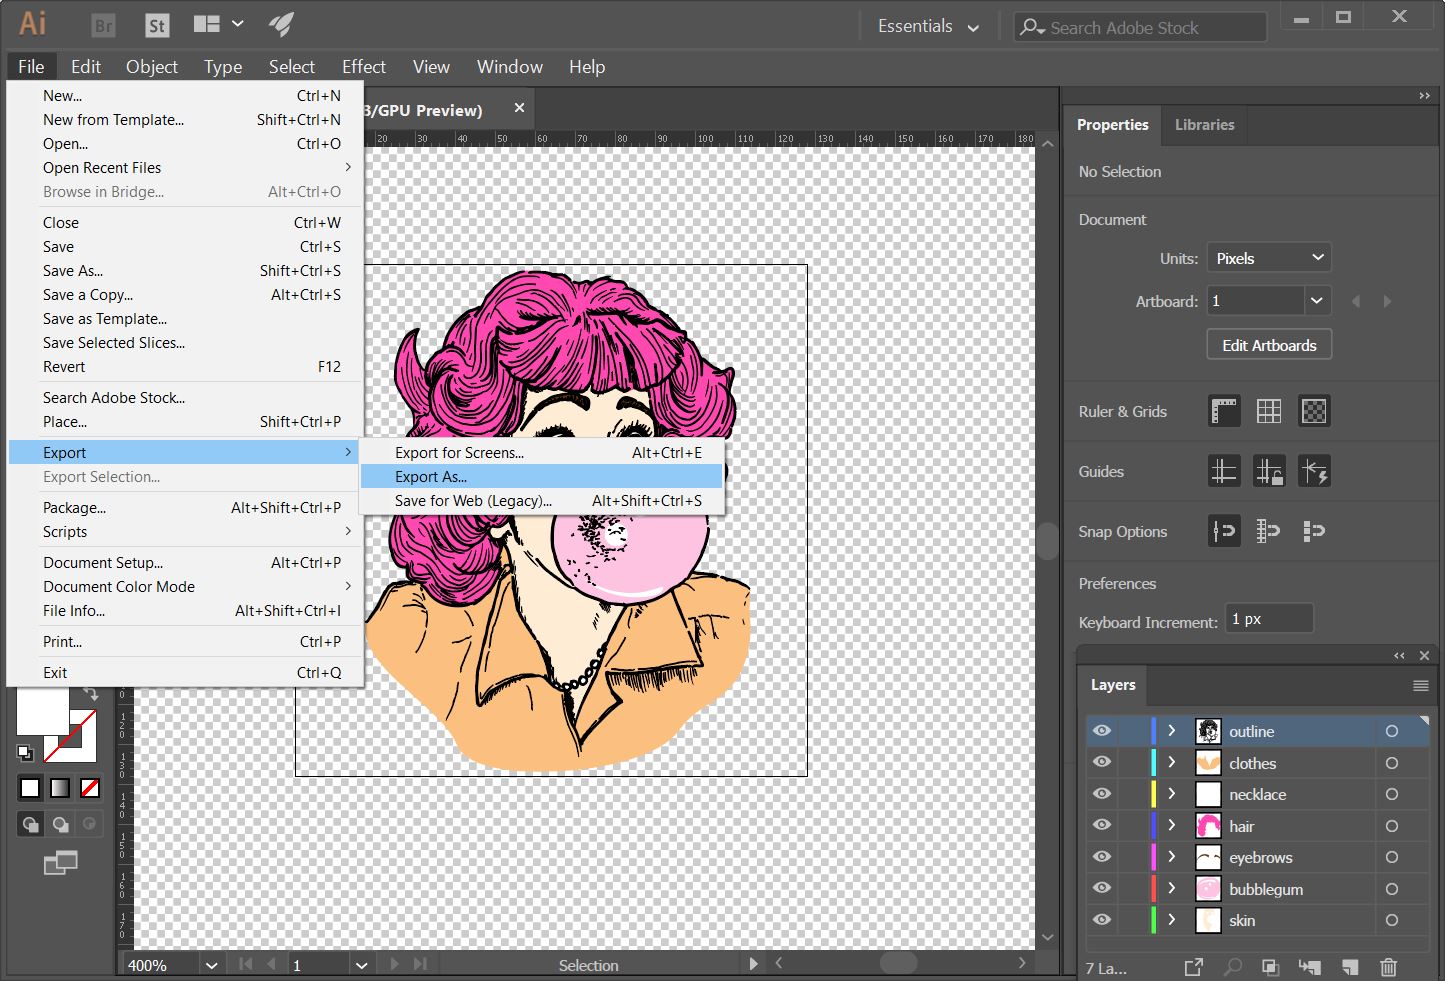 Ai Br St Essentials Search Adobe Stock
File Edit Object Type Select Effect View Window Help
New... Ctrl+N
New from Template... Shift+Ctrl+N
Open... Ctrl+O
Open Recent Files
Browse in Bridge... Alt+Ctrl+O
Close Ctrl+W
Save Ctrl+S
Save As... Shift+Ctrl+S
Save a Copy... Alt+Ctrl+S
Save as Template...
Save Selected Slices...
Revert F12
Search Adobe Stock...
Place... Shift+Ctrl+P
Export
Export Selection...
Package... Alt+Shift+Ctrl+P
Scripts
Document Setup... Alt+Ctrl+P
Document Color Mode
File Info... Alt+Shift+Ctrl+I
Print... Ctrl+P
Exit Ctrl+Q
Export for Screens... Alt+Ctrl+E
Export As...
Save for Web (Legacy)... Alt+Shift+Ctrl+S
/GPU Preview)
20 30 40 50 60 70 80 90 100 110 120 130 140 150 160 170 180
120
130
140
150
160
170
400% 1 Selection
Properties Libraries
No Selection
Document
Units: Pixels
Artboard: 1
Edit Artboards
Ruler & Grids
Guides
Snap Options
Preferences
Keyboard Increment: 1 px
Layers
outline
clothes
necklace
hair
eyebrows
bubblegum
skin
7 La...